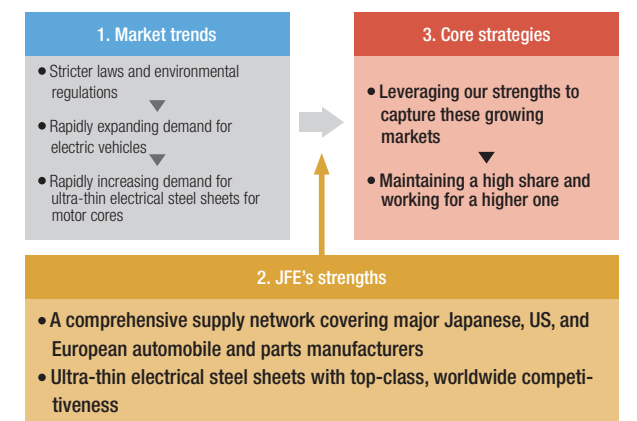 1. Market trends
● Stricter laws and environmental
regulations
● Rapidly expanding demand for
electric vehicles
● Rapidly increasing demand for
ultra-thin electrical steel sheets for
motor cores
3. Core strategies
● Leveraging our strengths to
capture these growing
markets
● Maintaining a high share and
working for a higher one
2. JFE's strengths
● A comprehensive supply network covering major Japanese, US, and
European automobile and parts manufacturers
● Ultra-thin electrical steel sheets with top-class, worldwide competi-
tiveness